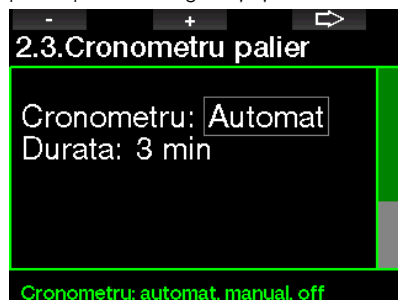 - +
2.3.Cronometru palier
Cronometru: Automat
Durata: 3 min
Cronometru: automat, manual, off